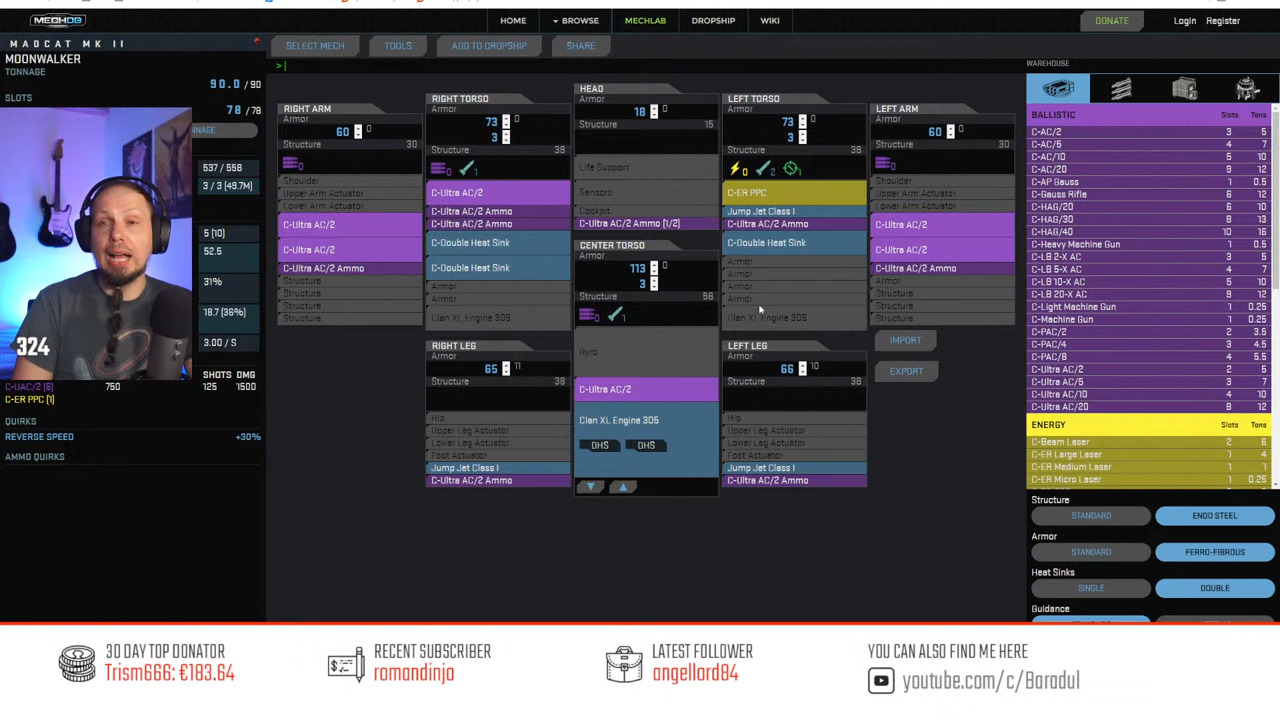 MECHDB
HOME
BROWSE
MECHLAB
DROPSHIP
WIKI
DONATE
Login
Register
MADCAT MK II
MOONWALKER
TONNAGE
90.0 / 90
SLOTS
78 / 78
NNAGE
537 / 558
3 / 3 (49.7M)
5 (10)
52.5
31%
18.7 (36%)
3.00 / S
324
SHOTS DMG
C-UAC/2 (6) 750 125 1500
C-ER PPC (1)
QUIRKS
REVERSE SPEED +30%
AMMO QUIRKS
SELECT MECH
TOOLS
ADD TO DROPSHIP
SHARE
>
RIGHT ARM
Armor
60 0
Structure 30
0
Shoulder
Upper Arm Actuator
Lower Arm Actuator
C-Ultra AC/2
C-Ultra AC/2
C-Ultra AC/2 Ammo
Structure
Structure
Structure
Structure
RIGHT TORSO
Armor
73 0
3
Structure 38
0 1
C-Ultra AC/2
C-Ultra AC/2 Ammo
C-Ultra AC/2 Ammo
C-Double Heat Sink
C-Double Heat Sink
Armor
Armor
Clan XL Engine 305
RIGHT LEG
Armor
65 11
Structure 38
Hip
Upper Leg Actuator
Lower Leg Actuator
Foot Actuator
Jump Jet Class I
C-Ultra AC/2 Ammo
HEAD
Armor
18 0
Structure 15
Life Support
Sensors
Cockpit
C-Ultra AC/2 Ammo (1/2)
CENTER TORSO
Armor
113 0
3
Structure 56
0 1
Gyro
C-Ultra AC/2
Clan XL Engine 305
DHS DHS
LEFT TORSO
Armor
73 0
3
Structure 38
0 2 1
C-ER PPC
Jump Jet Class I
C-Ultra AC/2 Ammo
C-Double Heat Sink
Armor
Armor
Armor
Armor
Clan XL Engine 305
LEFT LEG
Armor
66 10
Structure 38
Hip
Upper Leg Actuator
Lower Leg Actuator
Foot Actuator
Jump Jet Class I
C-Ultra AC/2 Ammo
LEFT ARM
Armor
60 0
Structure 30
0
Shoulder
Upper Arm Actuator
Lower Arm Actuator
C-Ultra AC/2
C-Ultra AC/2
C-Ultra AC/2 Ammo
Armor
Structure
Structure
Structure
IMPORT
EXPORT
WAREHOUSE
BALLISTIC Slots Tons
C-AC/2 3 5
C-AC/5 4 7
C-AC/10 5 10
C-AC/20 9 12
C-AP Gauss 1 0.5
C-Gauss Rifle 6 12
C-HAG/20 6 10
C-HAG/30 8 13
C-HAG/40 10 16
C-Heavy Machine Gun 1 0.5
C-LB 2-X AC 3 5
C-LB 5-X AC 4 7
C-LB 10-X AC 5 10
C-LB 20-X AC 9 12
C-Light Machine Gun 1 0.25
C-Machine Gun 1 0.25
C-PAC/2 2 3
C-PAC/4 3 4.5
C-PAC/8 4 5.5
C-Ultra AC/2 2 5
C-Ultra AC/5 3 7
C-Ultra AC/10 4 10
C-Ultra AC/20 8 12
ENERGY Slots Tons
C-Beam Laser 2 6
C-ER Large Laser 1 4
C-ER Medium Laser 1 1
C-ER Micro Laser 1 0.25
Structure
STANDARD ENDO STEEL
Armor
STANDARD FERRO-FIBROUS
Heat Sinks
SINGLE DOUBLE
Guidance
30 DAY TOP DONATOR
Trism666: €183.64
RECENT SUBSCRIBER
romandinjo
LATEST FOLLOWER
angellord84
YOU CAN ALSO FIND ME HERE
youtube.com/c/Baradul